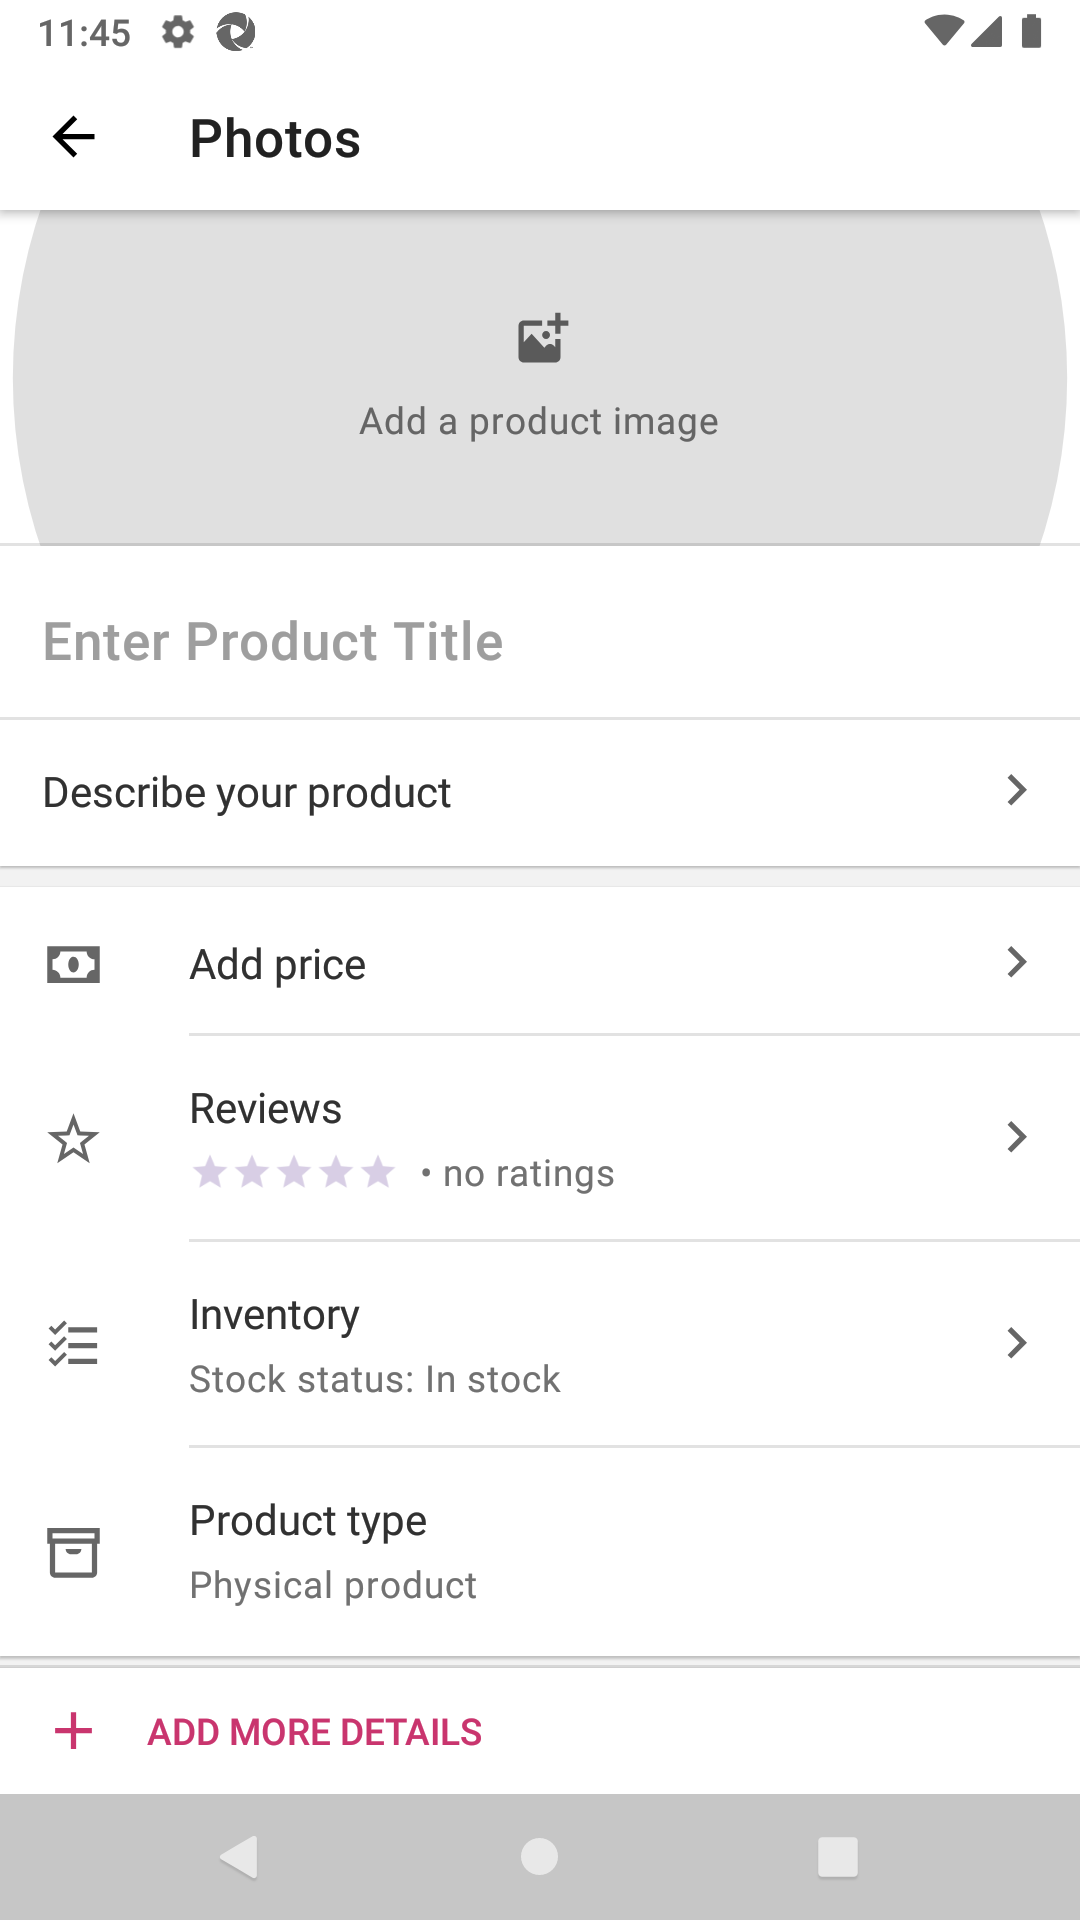 11:45
Photos
Add a product image
Enter Product Title
Describe your product
Add price
Reviews
• no ratings
Inventory
Stock status: In stock
Product type
Physical product
ADD MORE DETAILS